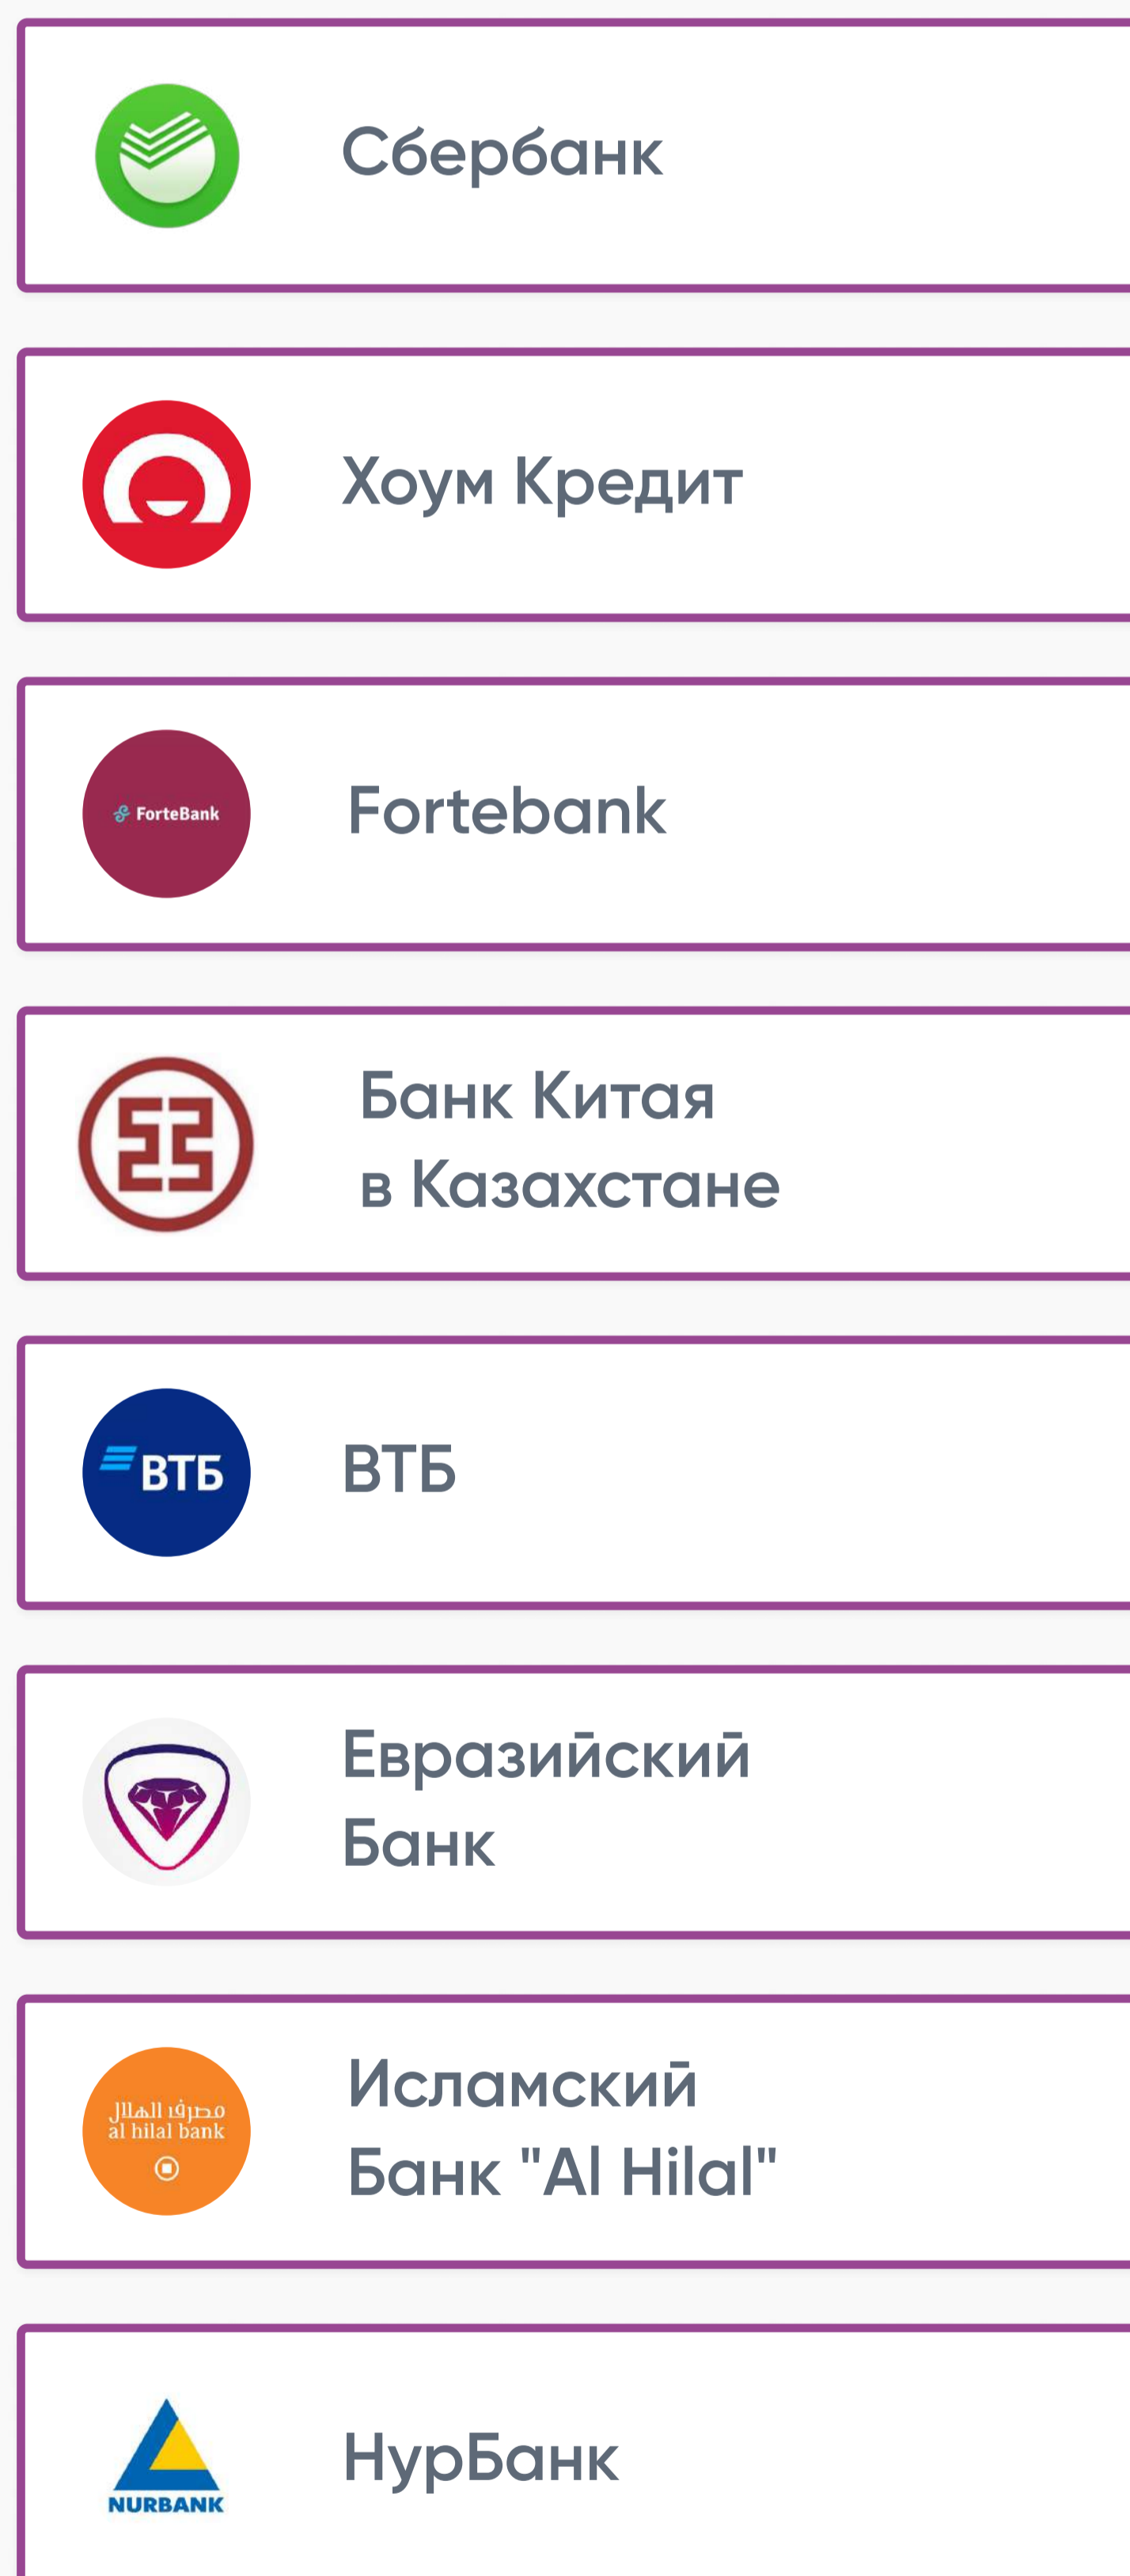 Сбербанк
Хоум Кредит
ForteBank
Fortebank
Банк Китая
в Казахстане
ВТБ
ВТБ
Евразийский
Банк
مصرف الهلال
al hilal bank
Исламский
Банк "Al Hilal"
NURBANK
НурБанк